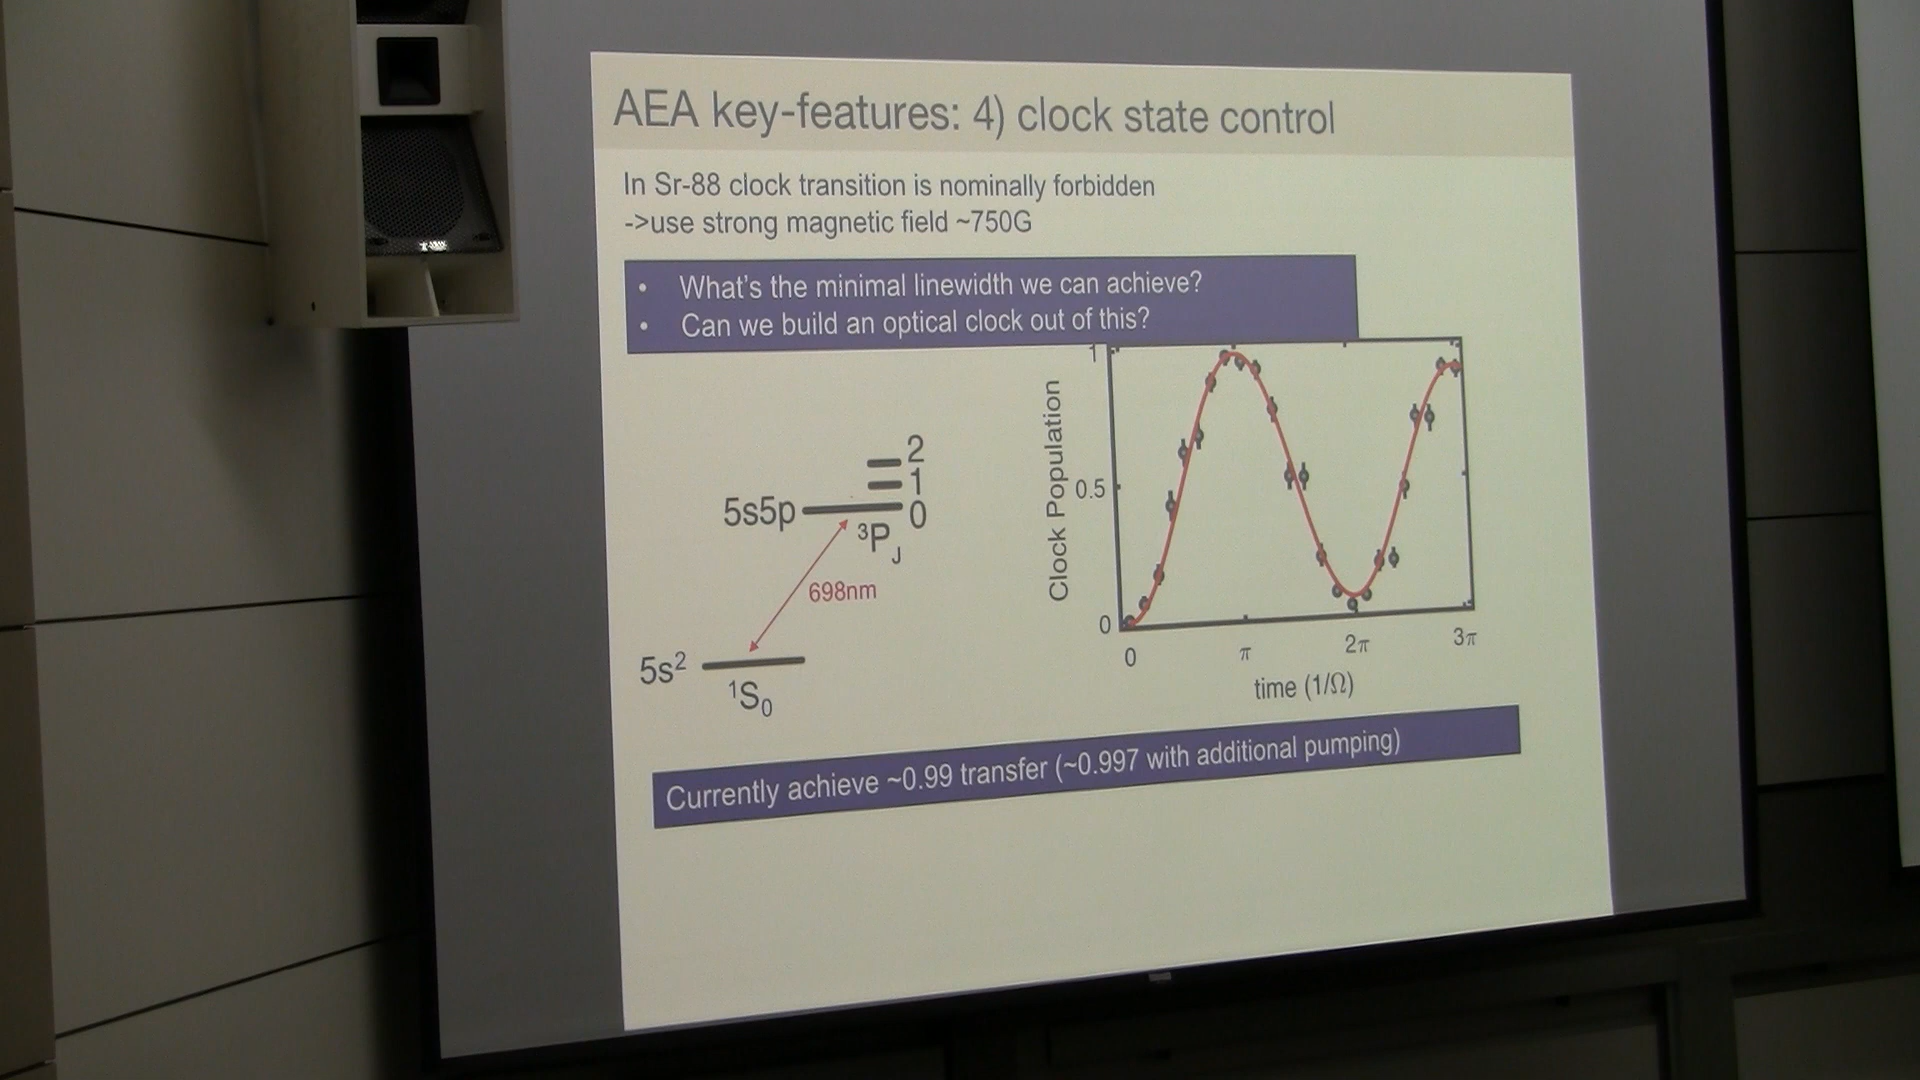 AEA key-features: 4) clock state control
In Sr-88 clock transition is nominally forbidden
->use strong magnetic field ~750G
• What's the minimal linewidth we can achieve?
• Can we build an optical clock out of this?
2
1
5s5p
0
³P_J
698nm
5s²
¹S₀
Clock Population
1
0.5
0
0
π
2π
3π
time (1/Ω)
Currently achieve ~0.99 transfer (~0.997 with additional pumping)